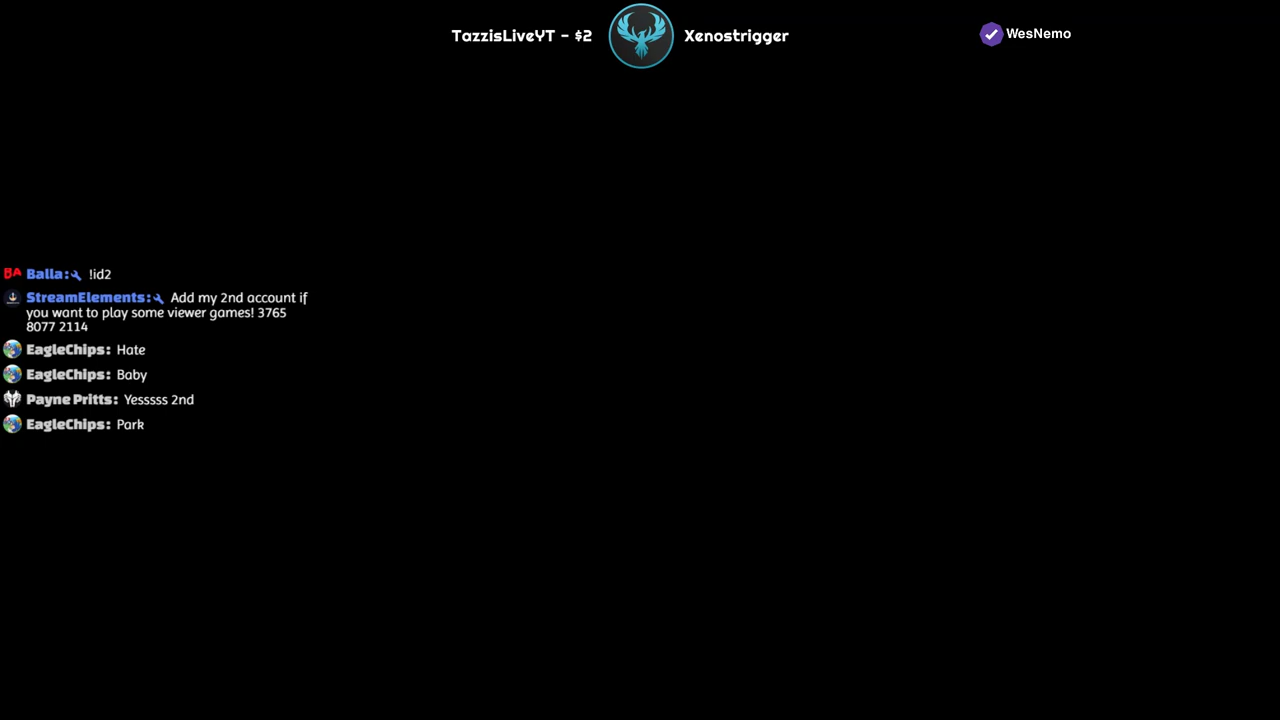 TazzisLiveYT - $2 Xenostrigger WesNemo
Balla: !id2
StreamElements: Add my 2nd account if
you want to play some viewer games! 3765
8077 2114
EagleChips: Hate
EagleChips: Baby
Payne Pritts: Yesssss 2nd
EagleChips: Park